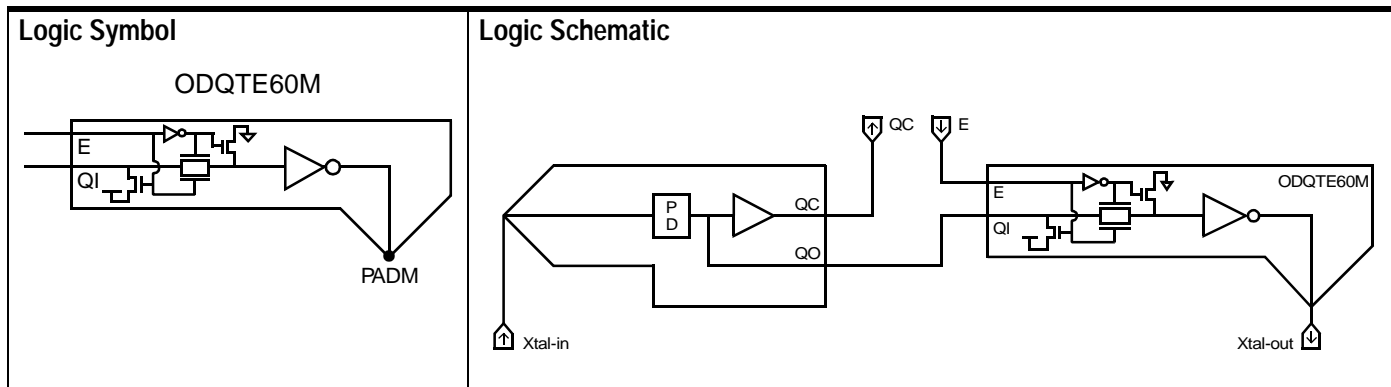 Logic Symbol
Logic Schematic
ODQTE60M
E
QI
PADM
QC
E
P
D
QC
QO
E
QI
ODQTE60M
Xtal-in
Xtal-out